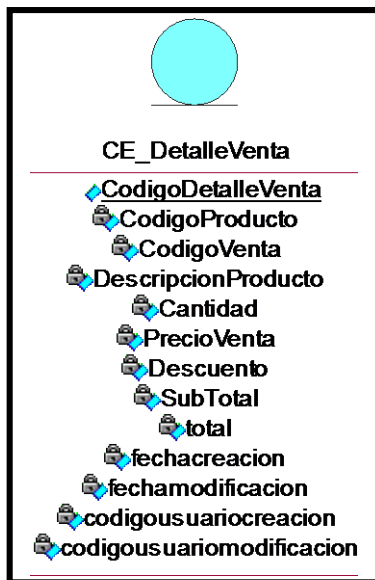 CE_DetalleVenta
CodigoDetalleVenta
CodigoProducto
CodigoVenta
DescripcionProducto
Cantidad
PrecioVenta
Descuento
SubTotal
total
fechacreacion
fechamodificacion
codigousuariocreacion
codigousuariomodificacion